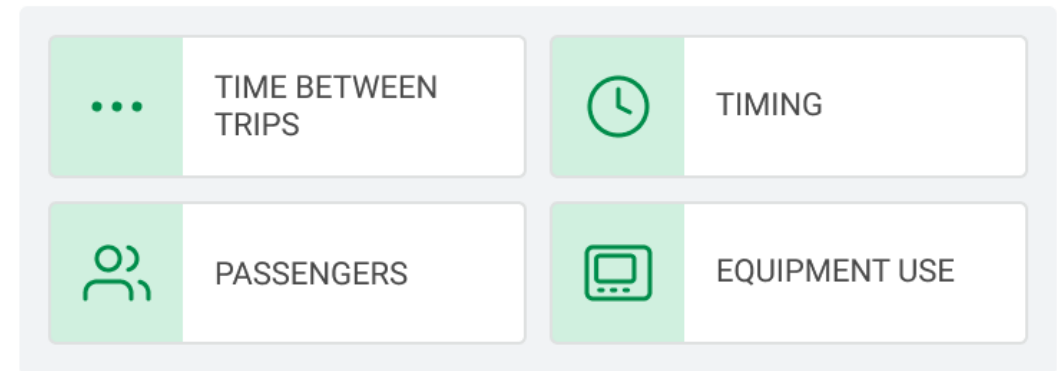 TIME BETWEEN
TRIPS
TIMING
PASSENGERS
EQUIPMENT USE